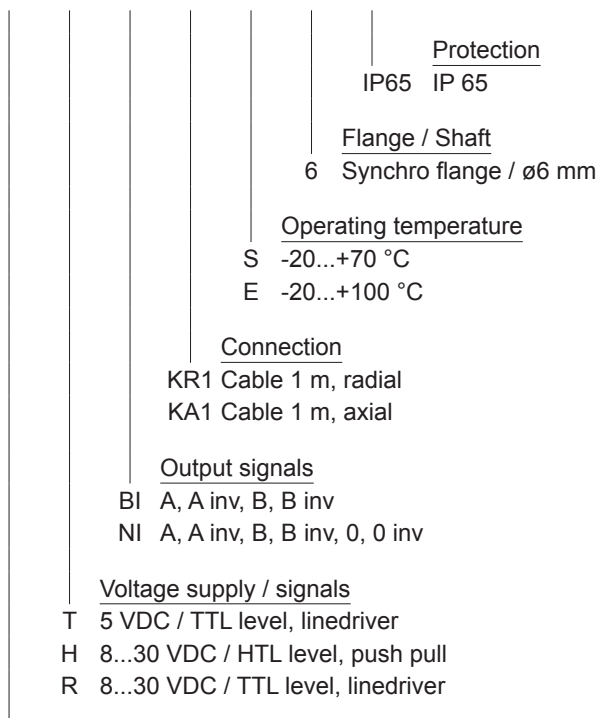 Protection
IP65 IP 65
Flange / Shaft
6 Synchro flange / ø6 mm
Operating temperature
S -20...+70 °C
E -20...+100 °C
Connection
KR1 Cable 1 m, radial
KA1 Cable 1 m, axial
Output signals
BI A, A inv, B, B inv
NI A, A inv, B, B inv, 0, 0 inv
Voltage supply / signals
T 5 VDC / TTL level, linedriver
H 8...30 VDC / HTL level, push pull
R 8...30 VDC / TTL level, linedriver